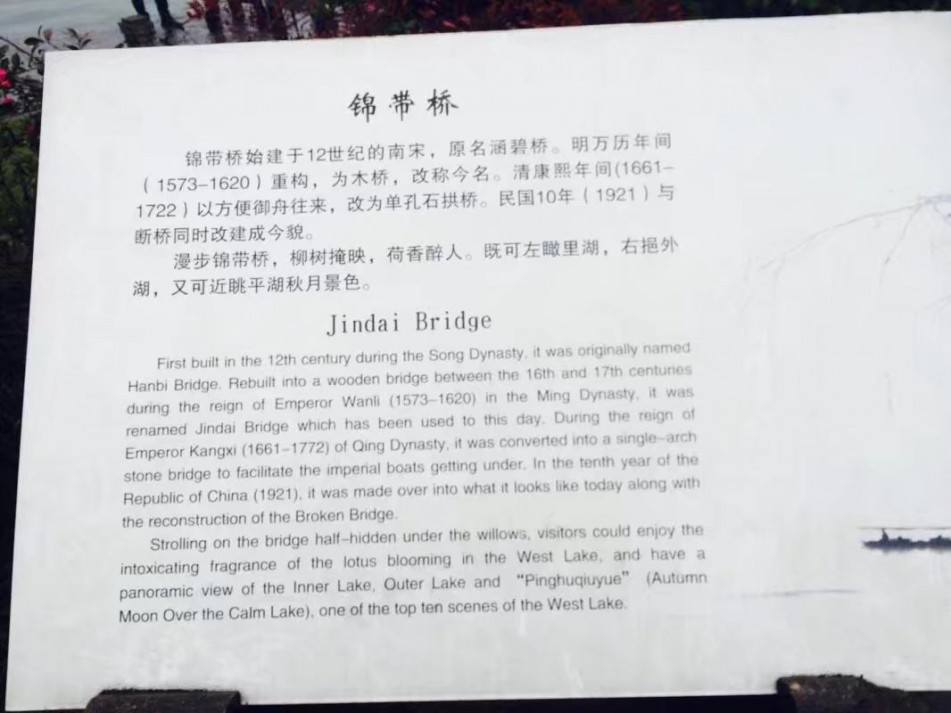 锦带桥
锦带桥始建于12世纪的南宋，原名涵碧桥。明万历年间
（1573-1620）重构，为木桥，改称今名。清康熙年间(1661-
1722）以方便御舟往来，改为单孔石拱桥。民国10年（1921）与
断桥同时改建成今貌。
漫步锦带桥，柳树掩映，荷香醉人。既可左瞰里湖，右挹外
湖，又可近眺平湖秋月景色。
Jindai Bridge
First built in the 12th century during the Song Dynasty, it was originally named
Hanbi Bridge. Rebuilt into a wooden bridge between the 16th and 17th centuries
during the reign of Emperor Wanli (1573-1620) in the Ming Dynasty, it was
renamed Jindai Bridge which has been used to this day. During the reign of
Emperor Kangxi (1661-1772) of Qing Dynasty, it was converted into a single-arch
stone bridge to facilitate the imperial boats getting under. In the tenth year of the
Republic of China (1921), it was made over into what it looks like today along with
the reconstruction of the Broken Bridge.
Strolling on the bridge half-hidden under the willows, visitors could enjoy the
intoxicating fragrance of the lotus blooming in the West Lake, and have a
panoramic view of the Inner Lake, Outer Lake and “Pinghuqiuyue” (Autumn
Moon Over the Calm Lake), one of the top ten scenes of the West Lake.